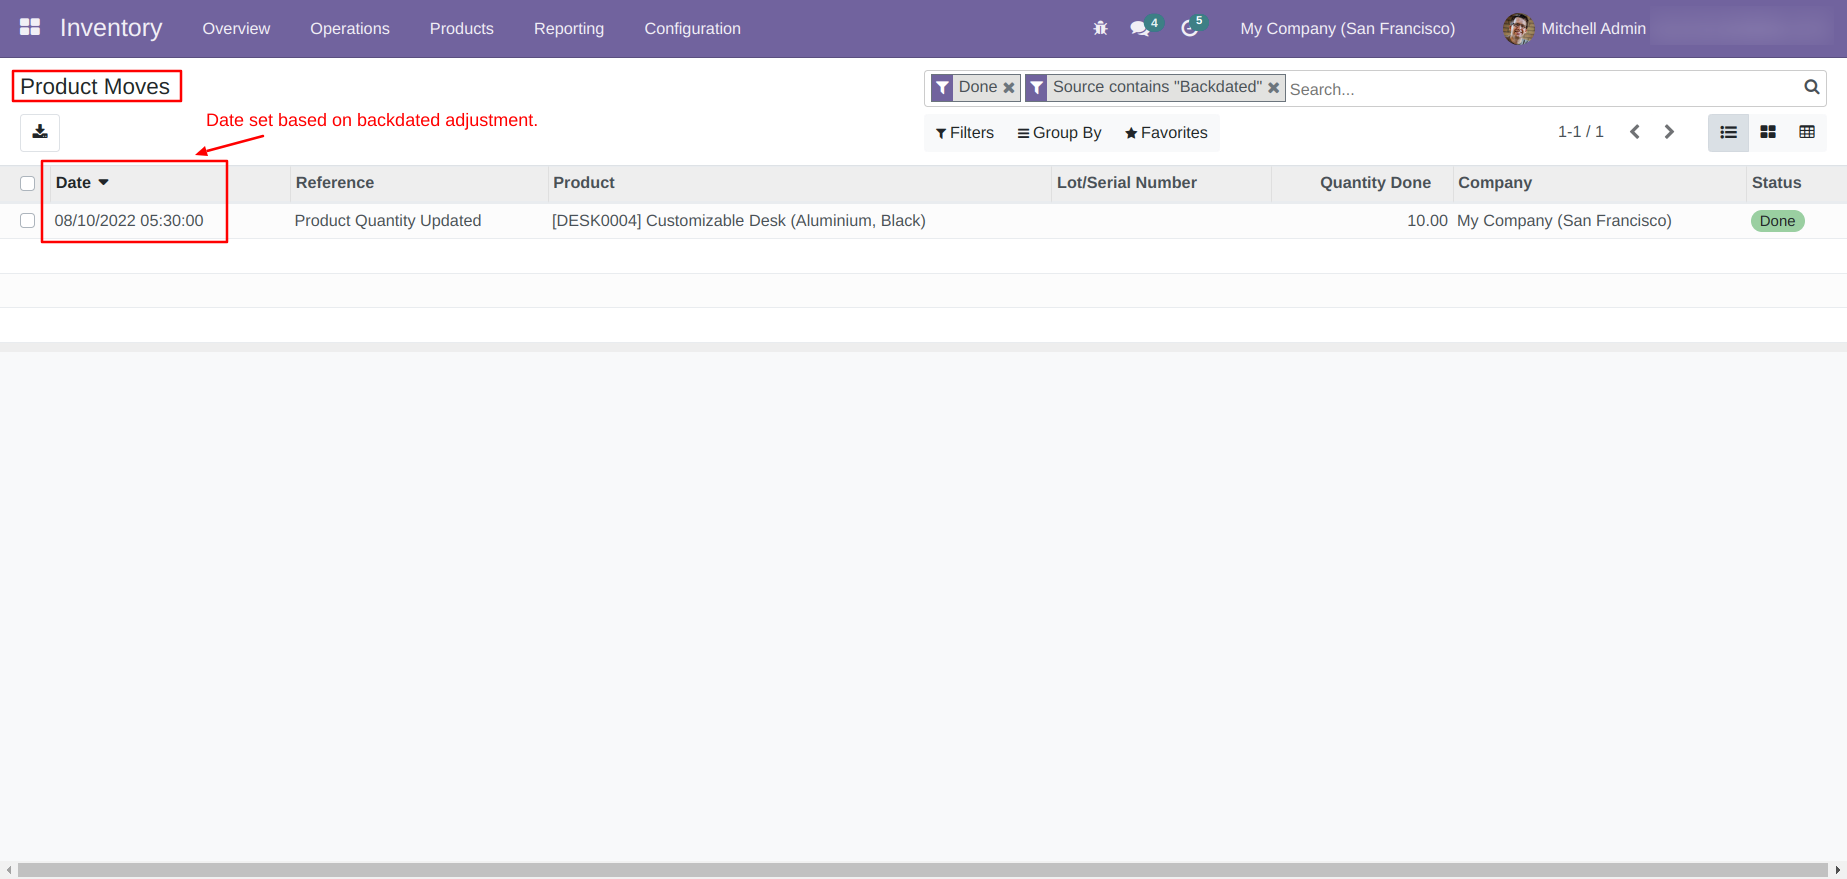 Inventory Overview Operations Products Reporting Configuration 4 5 My Company (San Francisco) Mitchell Admin
Product Moves
Done Source contains "Backdated" Search...
Date set based on backdated adjustment.
Filters Group By Favorites 1-1 / 1
Date Reference Product Lot/Serial Number Quantity Done Company Status
08/10/2022 05:30:00 Product Quantity Updated [DESK0004] Customizable Desk (Aluminium, Black) 10.00 My Company (San Francisco) Done